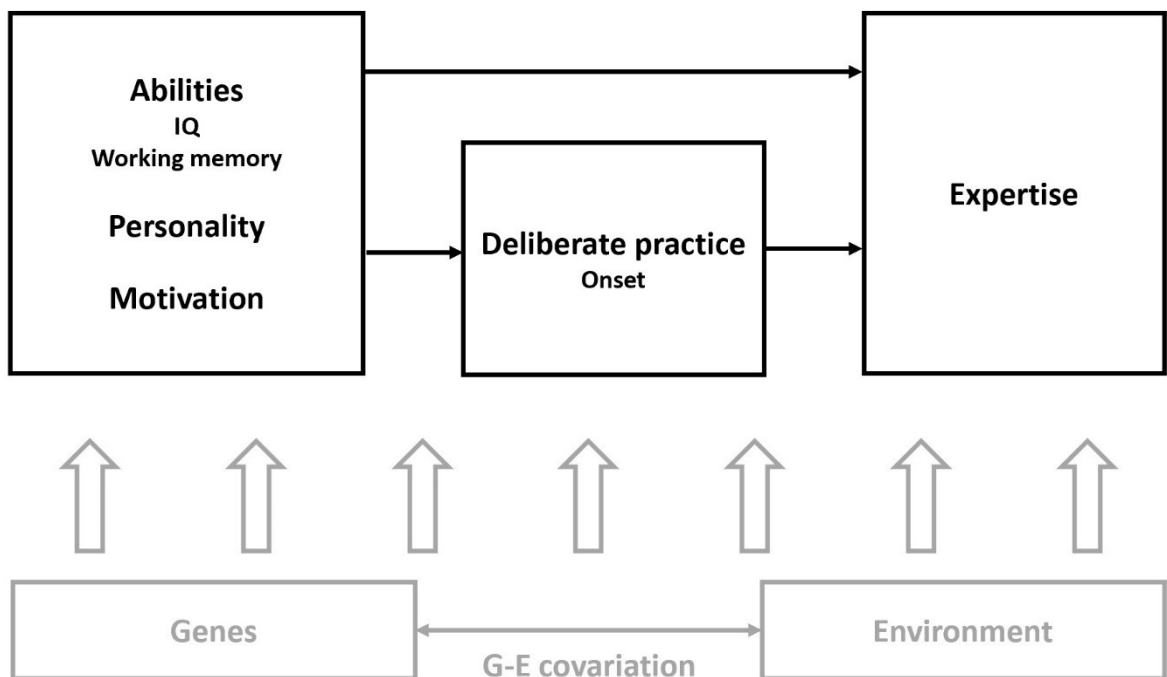 Abilities
IQ
Working memory
Personality
Motivation
Deliberate practice
Onset
Expertise
Genes
G-E covariation
Environment